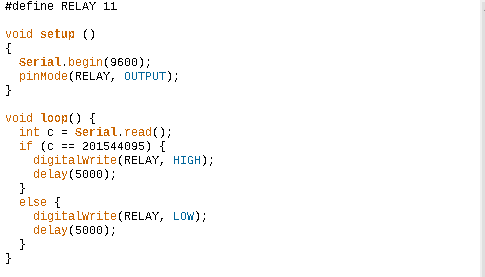 #define RELAY 11

void setup ()
{
  Serial.begin(9600);
  pinMode(RELAY, OUTPUT);
}

void loop() {
  int c = Serial.read();
  if (c == 201544095) {
    digitalWrite(RELAY, HIGH);
    delay(5000);
  }
  else {
    digitalWrite(RELAY, LOW);
    delay(5000);
  }
}